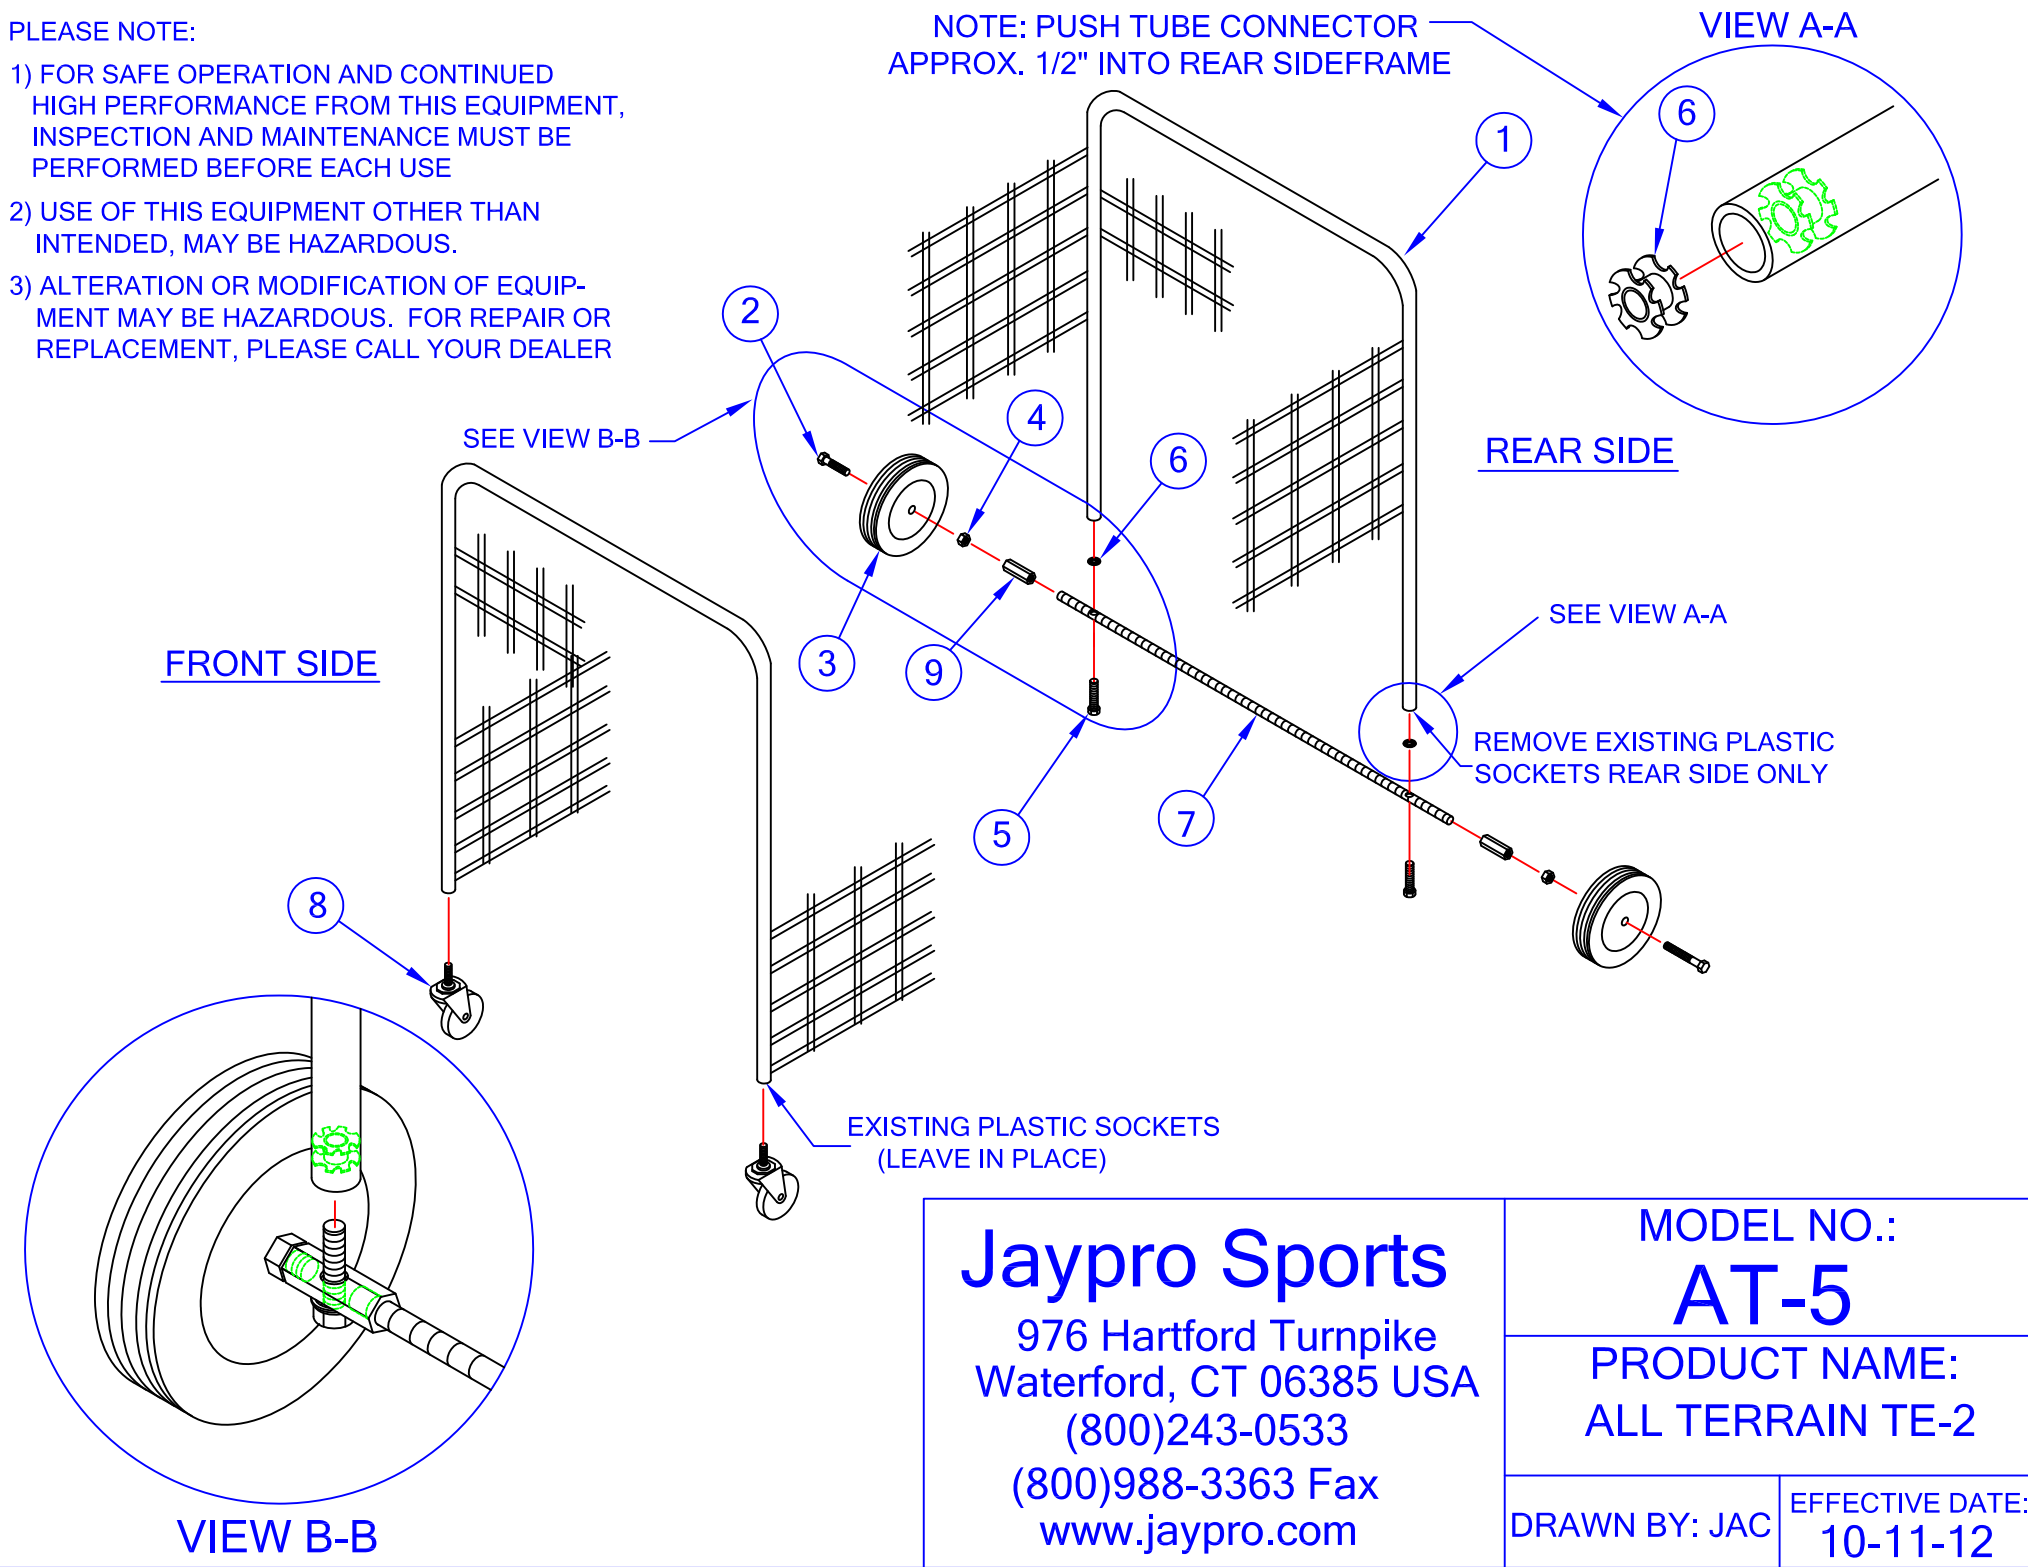 PLEASE NOTE:
1) FOR SAFE OPERATION AND CONTINUED
HIGH PERFORMANCE FROM THIS EQUIPMENT,
INSPECTION AND MAINTENANCE MUST BE
PERFORMED BEFORE EACH USE
2) USE OF THIS EQUIPMENT OTHER THAN
INTENDED, MAY BE HAZARDOUS.
3) ALTERATION OR MODIFICATION OF EQUIP-
MENT MAY BE HAZARDOUS. FOR REPAIR OR
REPLACEMENT, PLEASE CALL YOUR DEALER
NOTE: PUSH TUBE CONNECTOR
APPROX. 1/2" INTO REAR SIDEFRAME
VIEW A-A
6
1
2
4
6
SEE VIEW B-B
REAR SIDE
FRONT SIDE
3
9
SEE VIEW A-A
REMOVE EXISTING PLASTIC
SOCKETS REAR SIDE ONLY
5
7
8
EXISTING PLASTIC SOCKETS
(LEAVE IN PLACE)
VIEW B-B
Jaypro Sports
976 Hartford Turnpike
Waterford, CT 06385 USA
(800)243-0533
(800)988-3363 Fax
www.jaypro.com
MODEL NO.:
AT-5
PRODUCT NAME:
ALL TERRAIN TE-2
DRAWN BY: JAC
EFFECTIVE DATE:
10-11-12